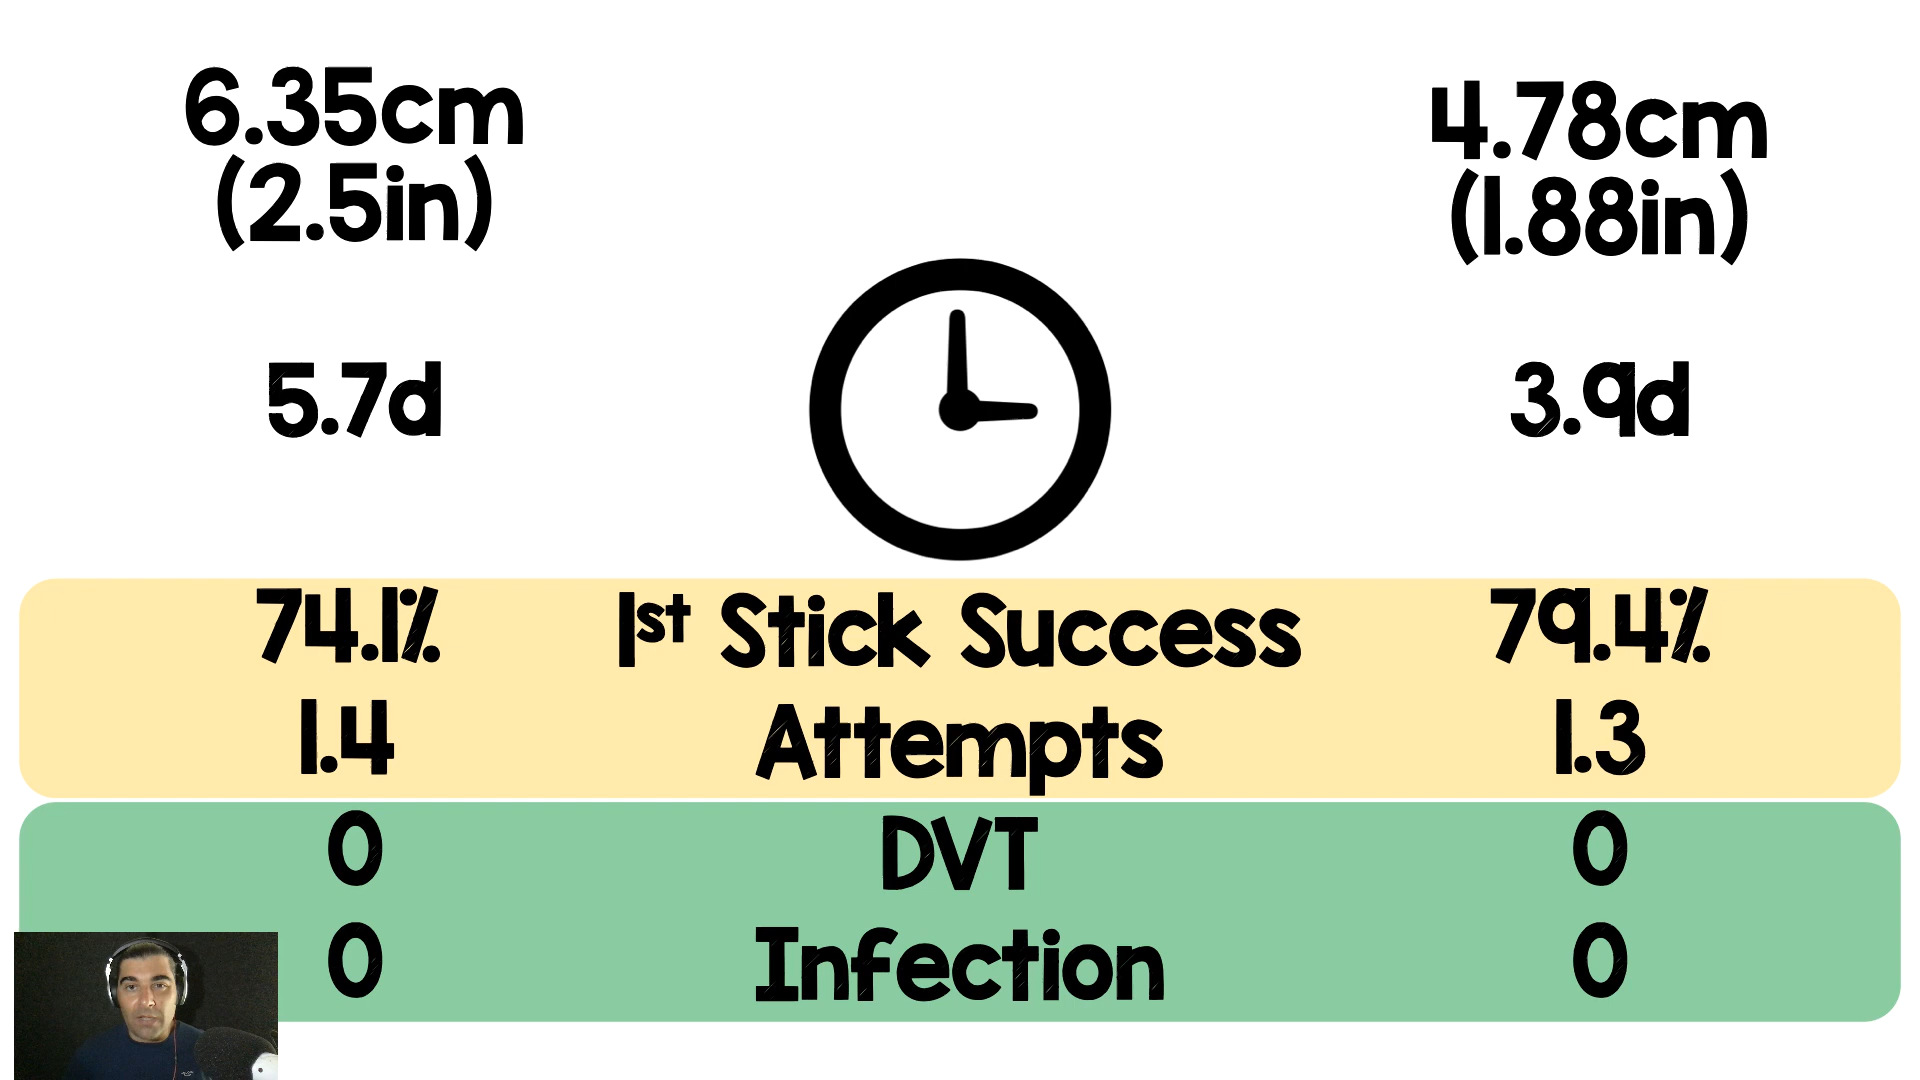 6.35cm
(2.5in)
4.78cm
(1.88in)
5.7d
3.9d
74.1% 1st Stick Success 79.4%
1.4 Attempts 1.3
0 DVT 0
0 Infection 0